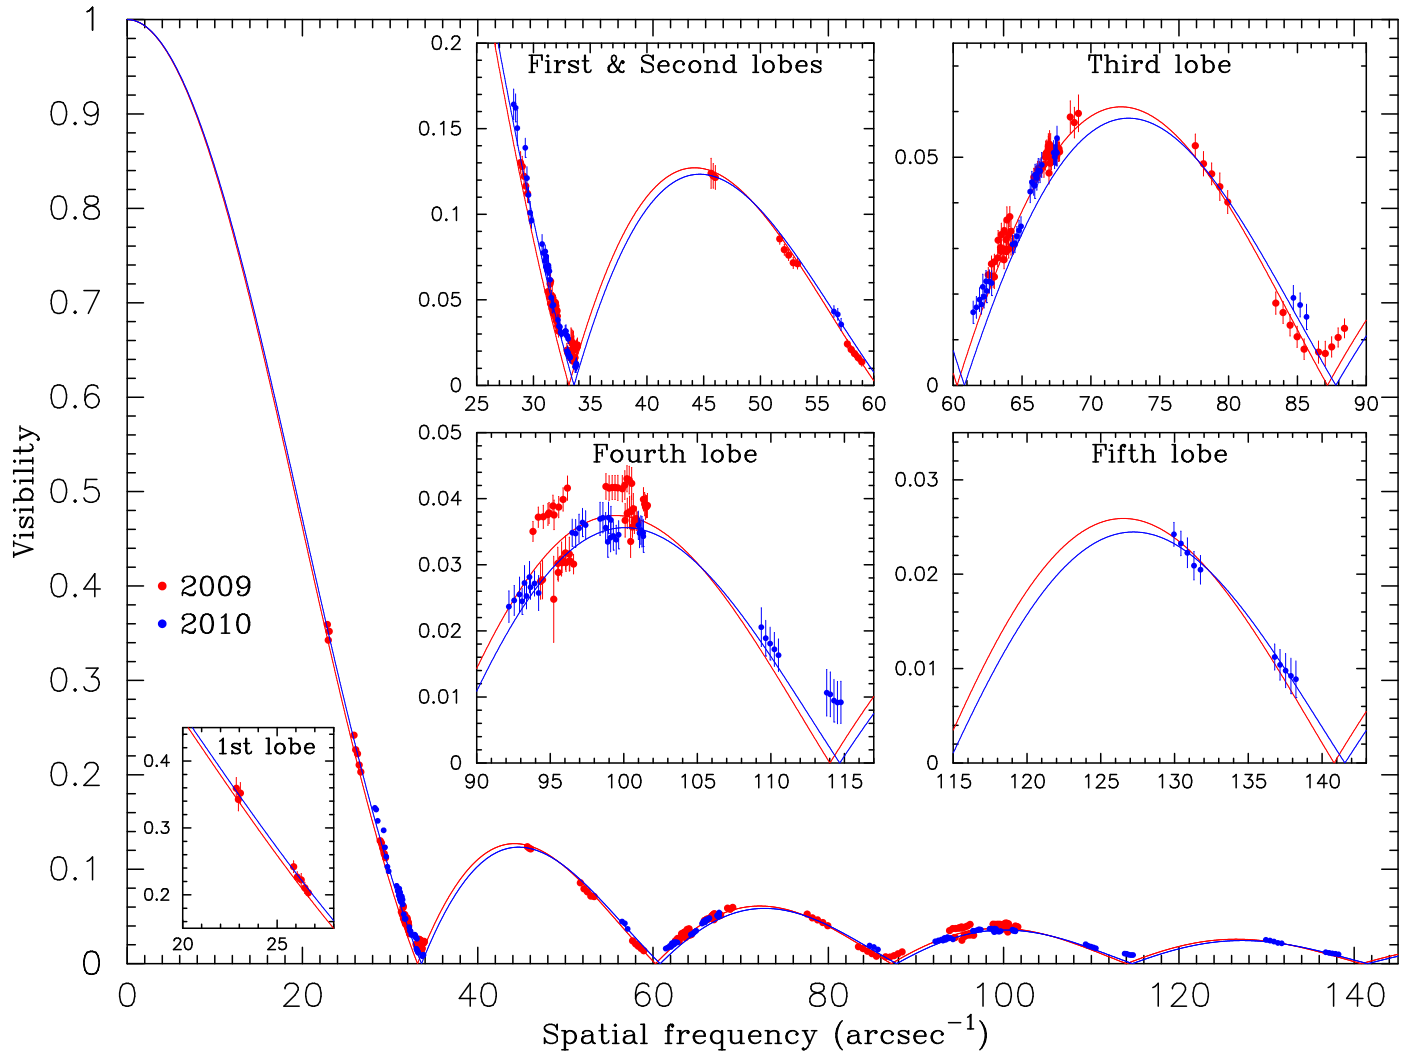 1
0.9
0.8
0.7
0.6
0.5
0.4
0.3
0.2
0.1
0
0 20 40 60 80 100 120 140
Visibility
Spatial frequency (arcsec⁻¹)
2009
2010
First & Second lobes
0.2
0.15
0.1
0.05
0
25 30 35 40 45 50 55 60
Third lobe
0.05
0
60 65 70 75 80 85 90
Fourth lobe
0.05
0.04
0.03
0.02
0.01
0
90 95 100 105 110 115
Fifth lobe
0.03
0.02
0.01
0
115 120 125 130 135 140
1st lobe
0.4
0.3
0.2
20 25